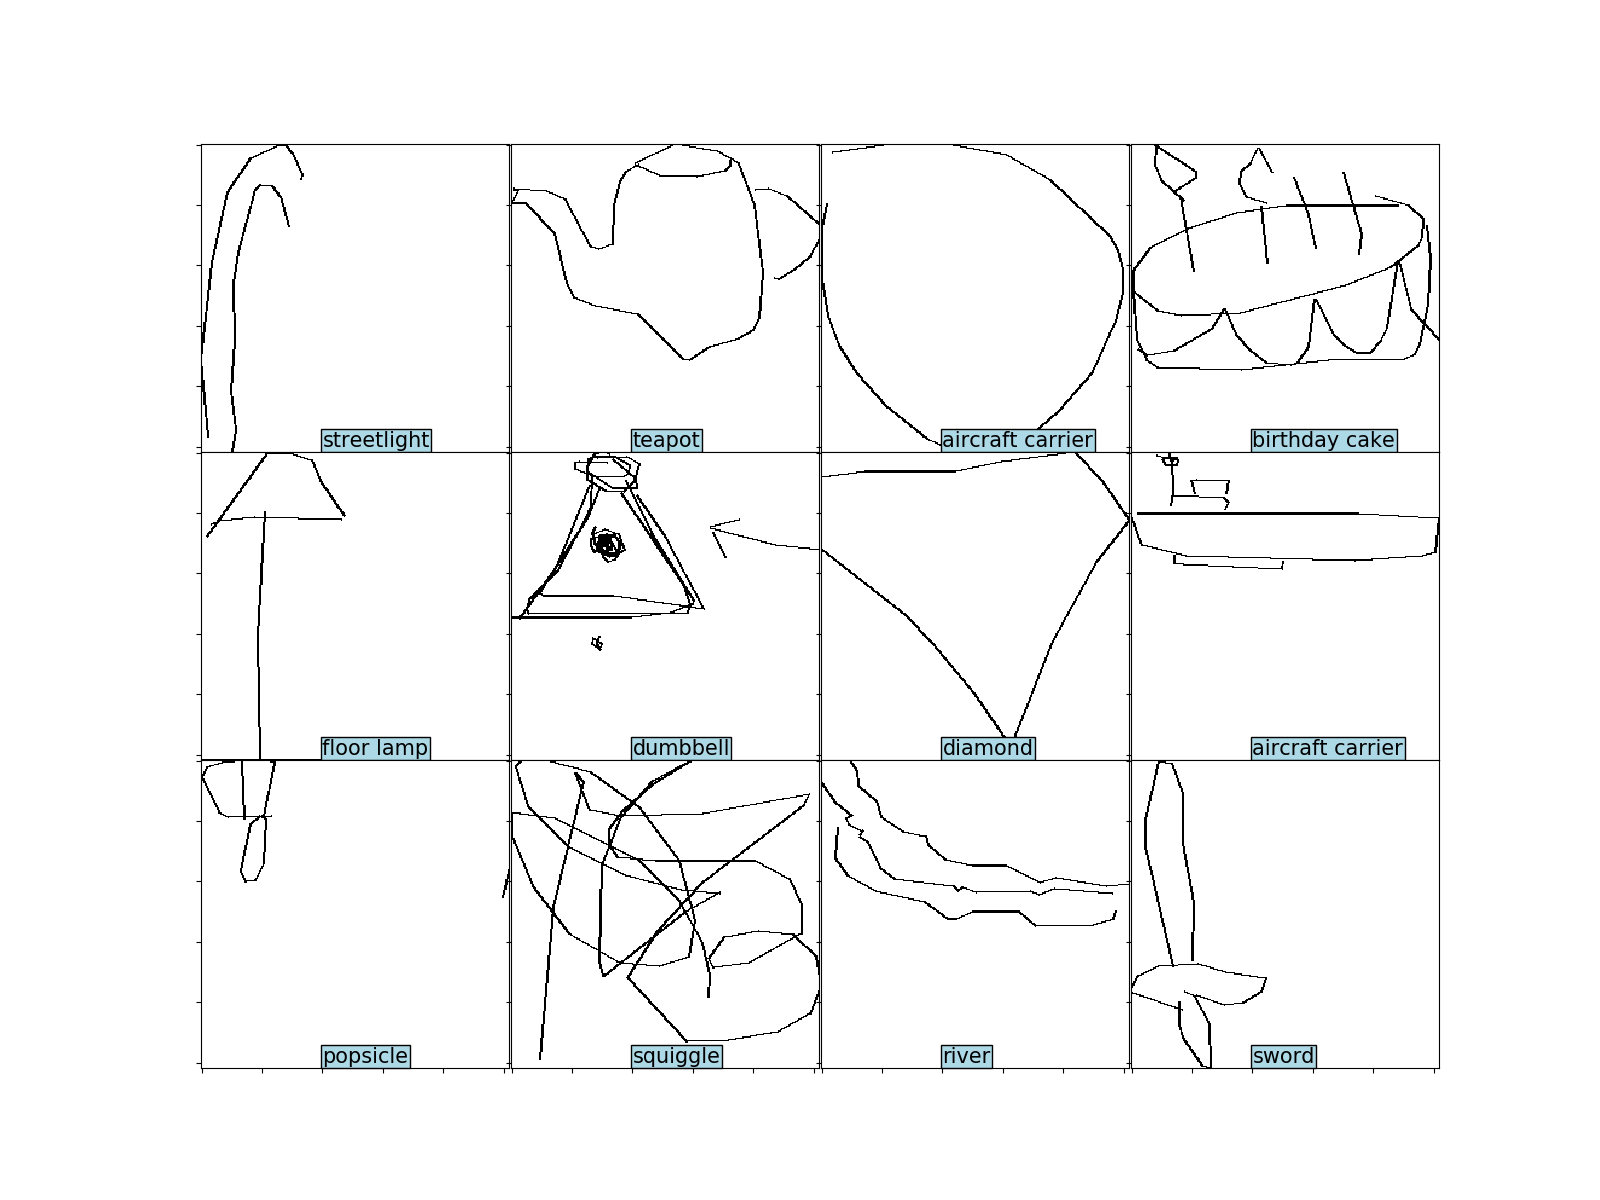 streetlight
teapot
aircraft carrier
birthday cake
floor lamp
dumbbell
diamond
aircraft carrier
popsicle
squiggle
river
sword